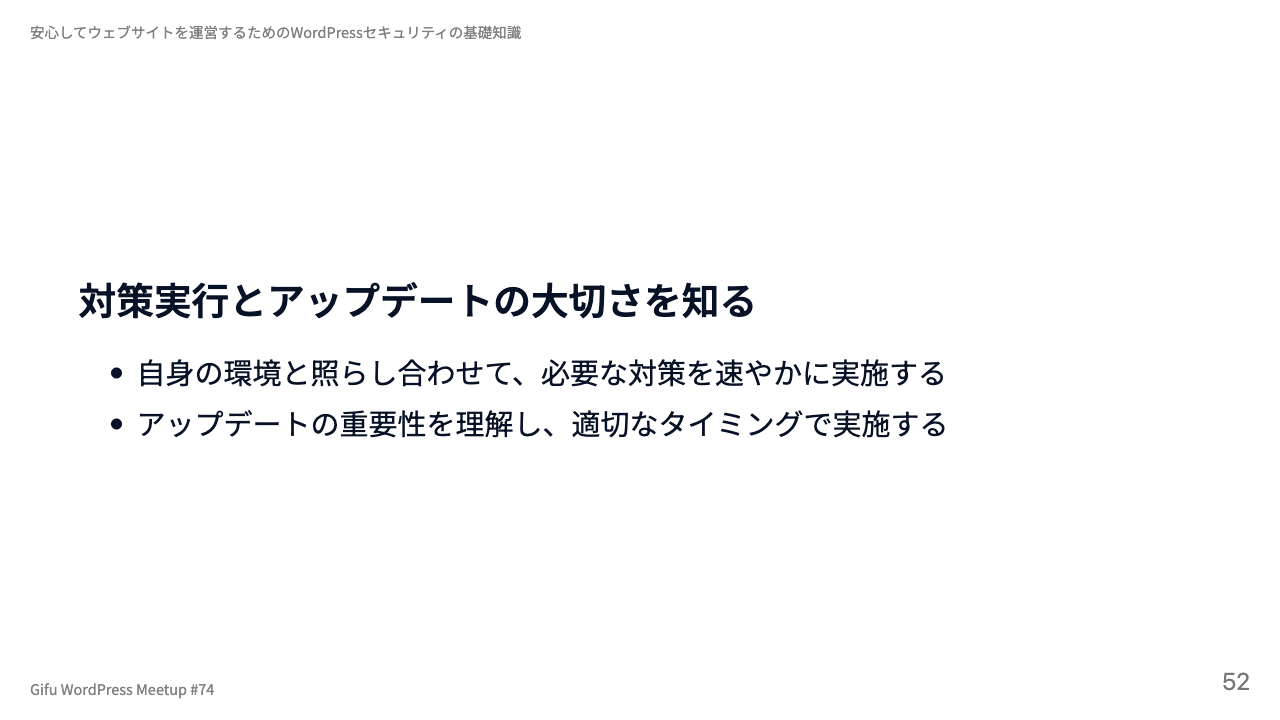 安心してウェブサイトを運営するためのWordPressセキュリティの基礎知識
対策実行とアップデートの大切さを知る
• 自身の環境と照らし合わせて、必要な対策を速やかに実施する
• アップデートの重要性を理解し、適切なタイミングで実施する
Gifu WordPress Meetup #74
52